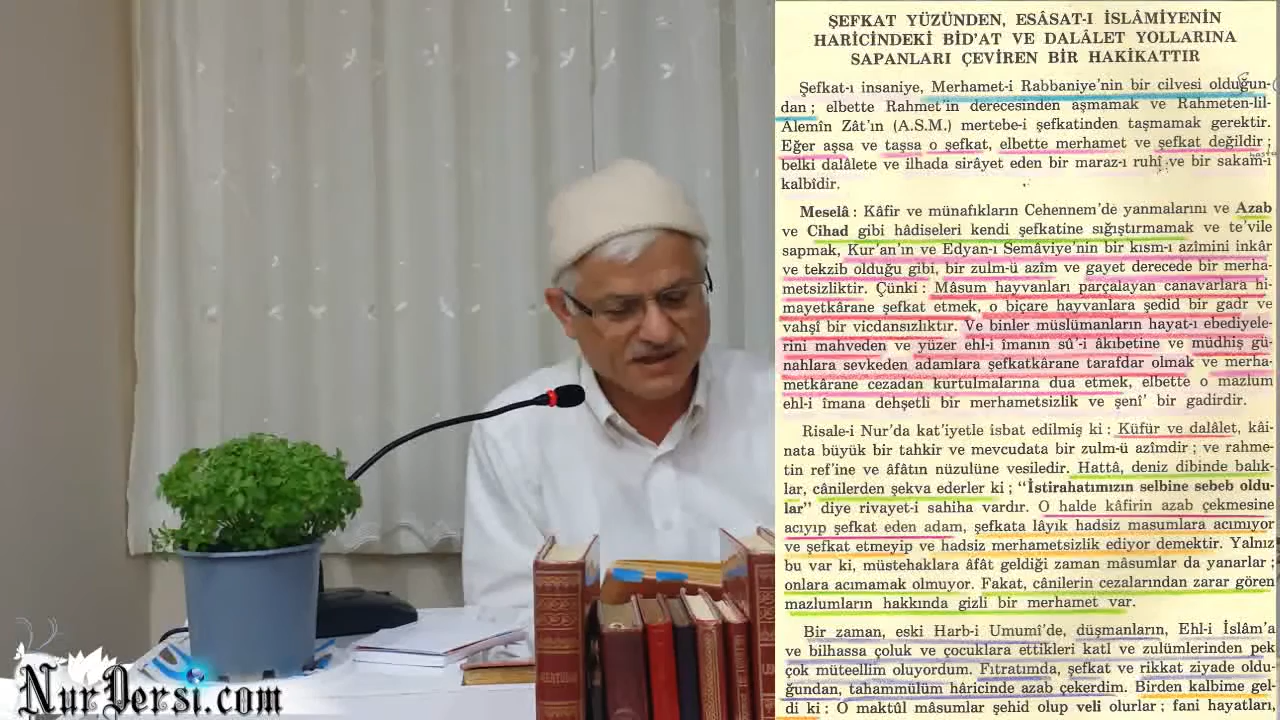 ŞEFKAT YÜZÜNDEN, ESÂSAT-I İSLÂMİYENİN
HARİCİNDEKİ BİD'AT VE DALÂLET YOLLARINA
SAPANLARI ÇEVİREN BİR HAKİKATTIR
Şefkat-ı insaniye, Merhamet-i Rabbaniye'nin bir cilvesi olduğun-
dan ; elbette Rahmet'in derecesinden aşmamak ve Rahmeten-lil-
Âlemîn Zât'ın (A.S.M.) mertebe-i şefkatinden taşmamak gerektir.
Eğer aşsa ve taşsa o şefkat, elbette merhamet ve şefkat değildir ;
belki dalâlete ve ilhada sirâyet eden bir maraz-ı ruhî ve bir sakam-ı
kalbîdir.
Meselâ : Kâfir ve münafıkların Cehennem'de yanmalarını ve Azab
ve Cihad gibi hâdiseleri kendi şefkatine sığıştırmamak ve te'vile
sapmak, Kur'an'ın ve Edyan-ı Semâviye'nin bir kısm-ı azîmini inkâr
ve tekzib olduğu gibi, bir zulm-ü azîm ve gayet derecede bir merha-
metsizliktir. Çünki : Mâsum hayvanları parçalayan canavarlara hi-
mayetkârane şefkat etmek, o biçare hayvanlara şedid bir gadr ve
vahşî bir vicdansızlıktır. Ve binler müslümanların hayat-ı ebediyele-
rini mahveden ve yüzer ehl-i îmanın sû'-i âkıbetine ve müdhiş gü-
nahlara sevkeden adamlara şefkatkârane tarafdar olmak ve merha-
metkârane cezadan kurtulmalarına dua etmek, elbette o mazlum
ehl-i îmana dehşetli bir merhametsizlik ve şenî' bir gadirdir.
Risale-i Nur'da kat'iyetle isbat edilmiş ki : Küfür ve dalâlet, kâi-
nata büyük bir tahkir ve mevcudata bir zulm-ü azîmdir ; ve rahme-
tin ref'ine ve âfâtın nüzulüne vesiledir. Hattâ, deniz dibinde balık-
lar, cânilerden şekva ederler ki ; "İstirahatımızın selbine sebeb oldu-
lar" diye rivayet-i sahiha vardır. O halde kâfirin azab çekmesine
acıyıp şefkat eden adam, şefkata lâyık hadsiz masumlara acımıyor
ve şefkat etmeyip ve hadsiz merhametsizlik ediyor demektir. Yalnız
bu var ki, müstehaklara âfât geldiği zaman mâsumlar da yanarlar ;
onlara acımamak olmuyor. Fakat, cânilerin cezalarından zarar gören
mazlumların hakkında gizli bir merhamet var.
Bir zaman, eski Harb-i Umumî'de, düşmanların, Ehl-i İslâm'a
ve bilhassa çoluk ve çocuklara ettikleri katl ve zulümlerinden pek
çok müteellim oluyordum. Fıtratımda, şefkat ve rikkat ziyade oldu-
ğundan, tahammülüm hâricinde azab çekerdim. Birden kalbime gel-
di ki : O maktûl mâsumlar şehid olup veli olurlar ; fani hayatları,
NurDersi.com